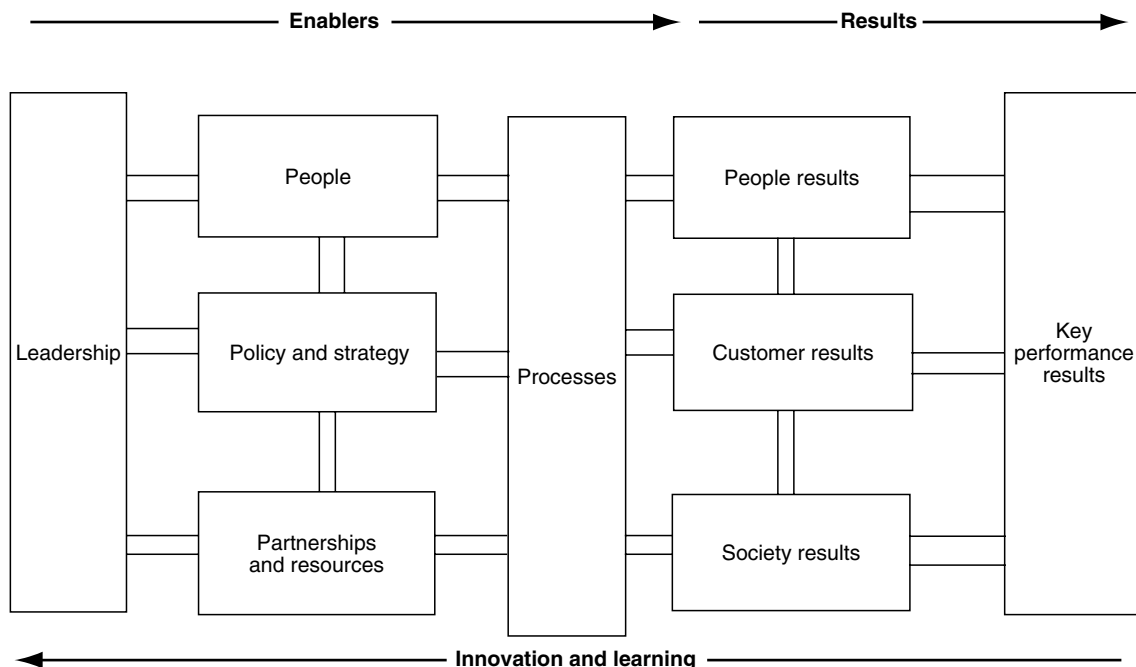 Enablers
Results
People
People results
Leadership
Policy and strategy
Processes
Customer results
Key
performance
results
Partnerships
and resources
Society results
Innovation and learning